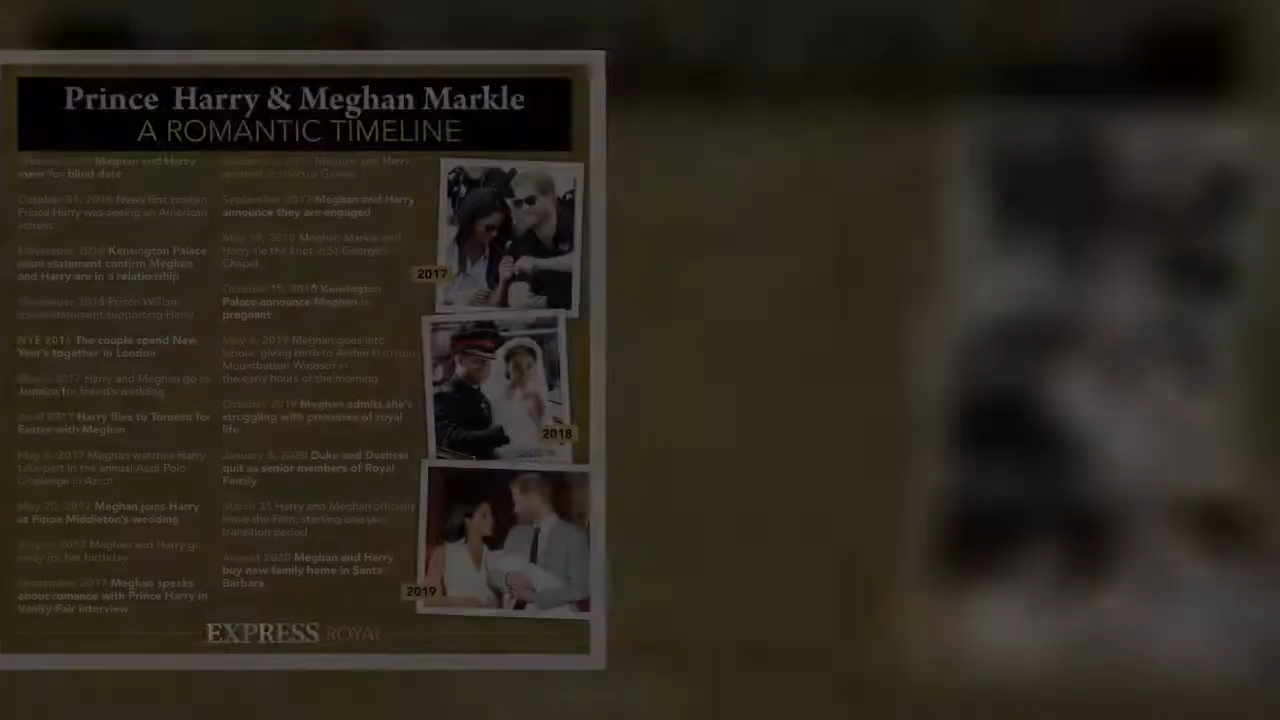 Prince Harry & Meghan Markle
A ROMANTIC TIMELINE
Meghan and Harry
meet for blind date
October 31, 2016 News first broken
Prince Harry was seeing an American
actress
November 2016 Kensington Palace
issue statement confirm Meghan
and Harry are in a relationship
November 2016 Prince William
issues statement supporting Harry
NYE 2016 The couple spend New
Year's together in London
March 2017 Harry and Meghan go to
Jamaica for friend's wedding
April 2017 Harry flies to Toronto for
Easter with Meghan
May 6, 2017 Meghan watches Harry
take part in the annual Audi Polo
Challenge in Ascot
May 20, 2017 Meghan joins Harry
at Pippa Middleton's wedding
August 2017 Meghan and Harry go
away for her birthday
September 2017 Meghan speaks
about romance with Prince Harry in
Vanity Fair interview
September 2017 Meghan and Harry
Invictus Games
September 2017 Meghan and Harry
announce they are engaged
May 19, 2018 Meghan Markle and
Harry tie the knot in St George's
Chapel
October 15, 2018 Kensington
Palace announce Meghan is
pregnant
May 6, 2019 Meghan goes into
labour, giving birth to Archie Harrison
Mountbatten Windsor in
the early hours of the morning
October 2019 Meghan admits she's
struggling with pressures of royal
life
January 8, 2020 Duke and Duchess
quit as senior members of Royal
Family
March 31 Harry and Meghan officially
leave the Firm, starting one year
transition period
August 2020 Meghan and Harry
buy new family home in Santa
Barbara
2017
2018
2019
EXPRESS ROYAL